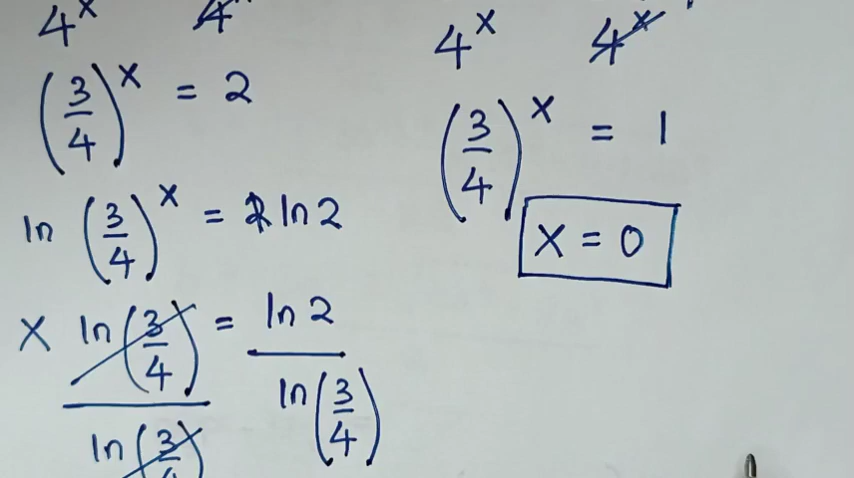 4^x 4^x
(3/4)^x = 2
ln (3/4)^x = ln 2
x ln(3/4) = ln 2
ln(3/4) ln(3/4)
4^x 4^x
(3/4)^x = 1
x = 0